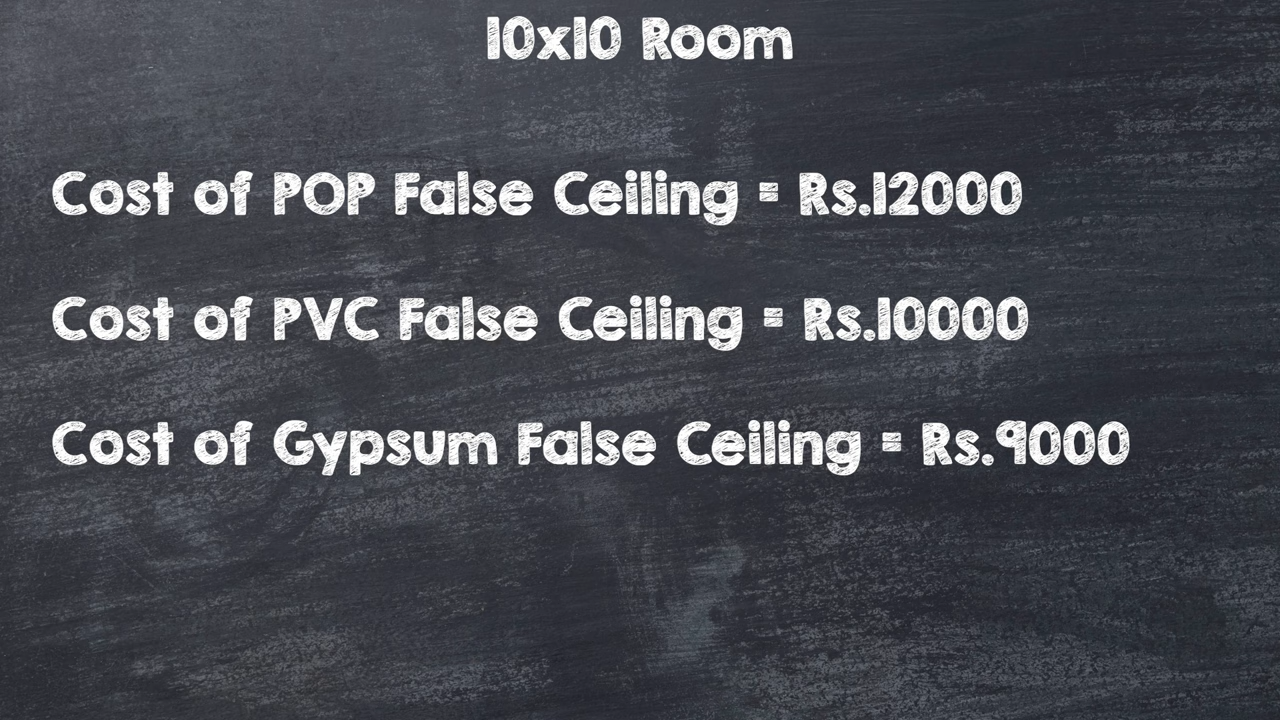 10x10 Room
Cost of POP False Ceiling = Rs.12000
Cost of PVC False Ceiling = Rs.10000
Cost of Gypsum False Ceiling = Rs.9000